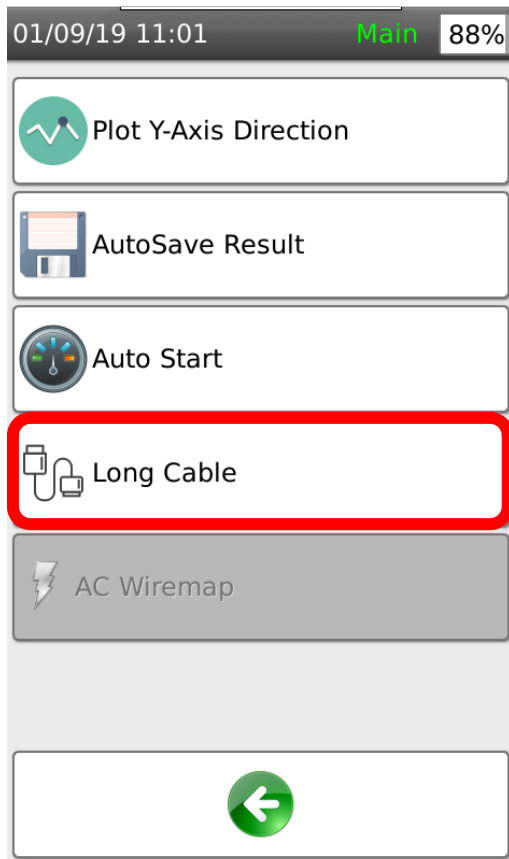 01/09/19 11:01 Main 88%
Plot Y-Axis Direction
AutoSave Result
Auto Start
Long Cable
AC Wiremap